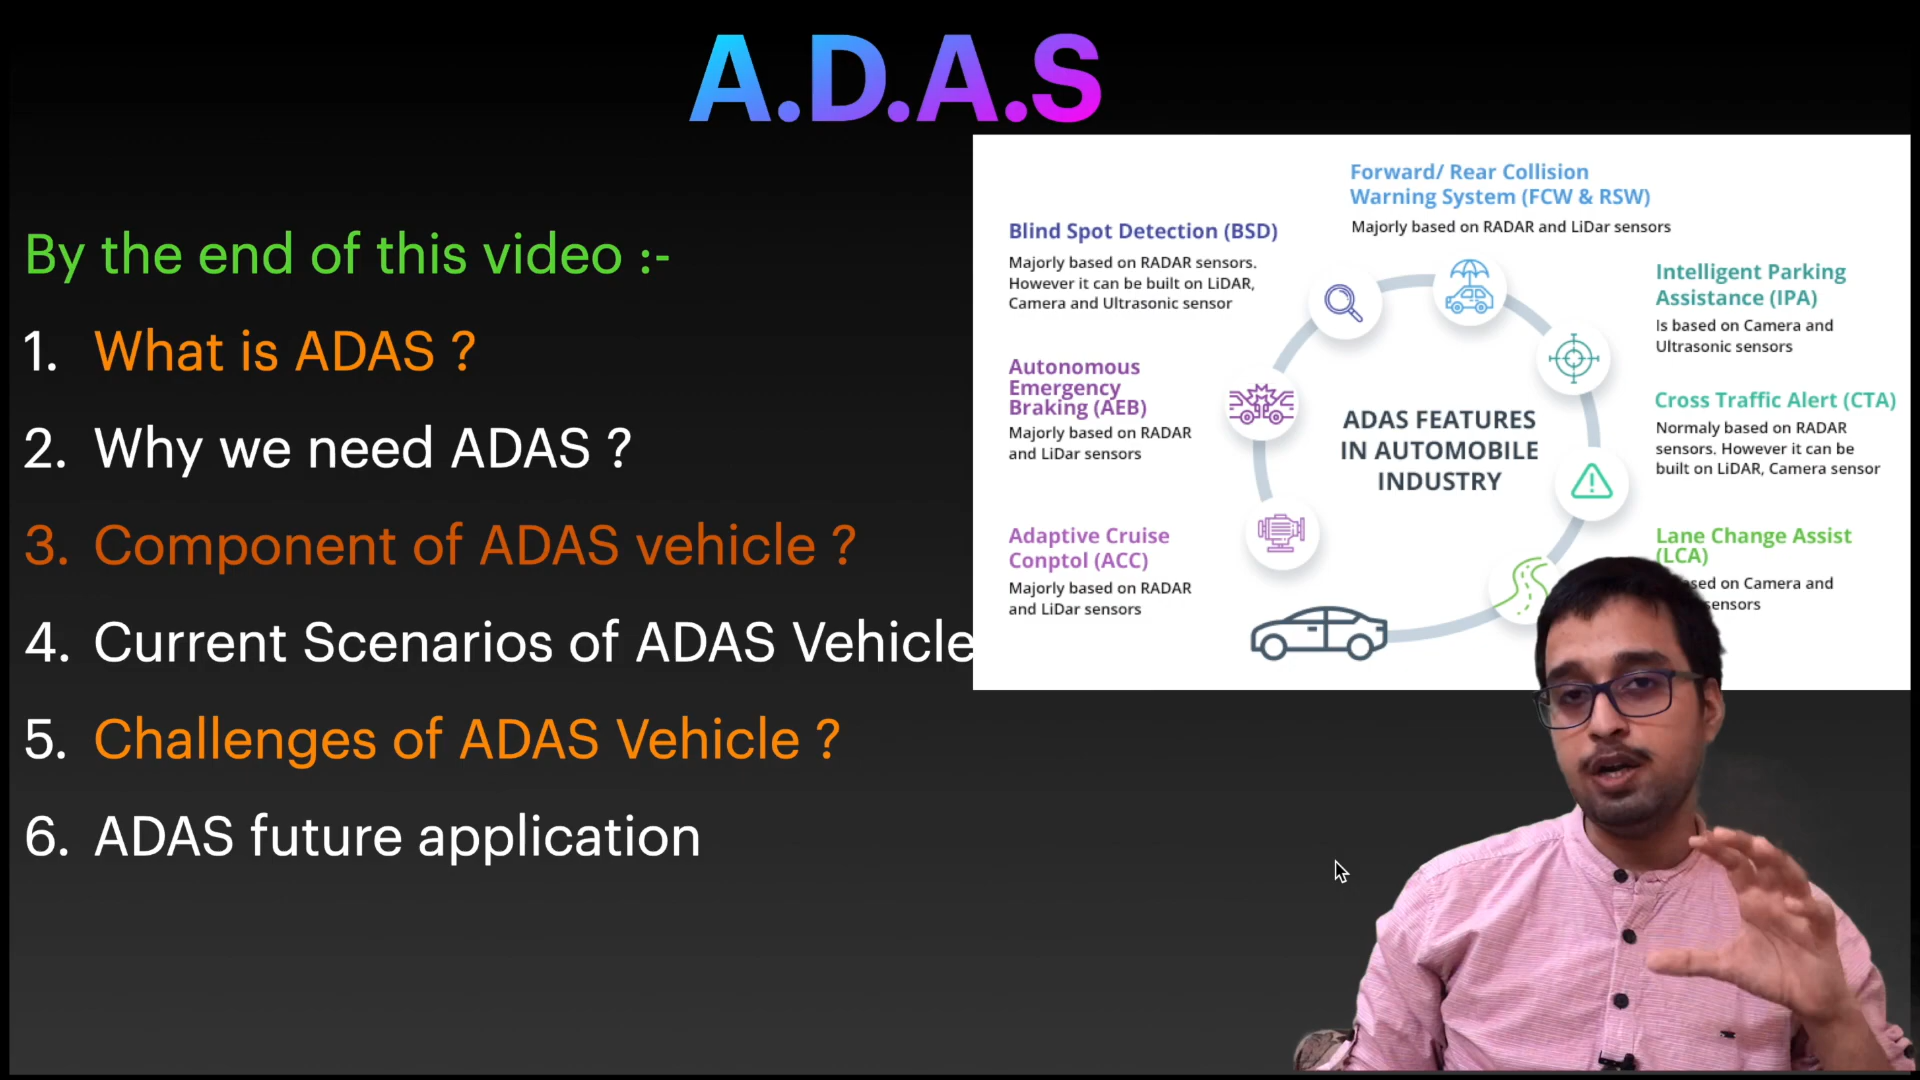 A.D.A.S
By the end of this video :-
1. What is ADAS ?
2. Why we need ADAS ?
3. Component of ADAS vehicle ?
4. Current Scenarios of ADAS Vehicle
5. Challenges of ADAS Vehicle ?
6. ADAS future application
Forward/ Rear Collision
Warning System (FCW & RSW)
Majorly based on RADAR and LiDar sensors
Blind Spot Detection (BSD)
Majorly based on RADAR sensors.
However it can be built on LiDAR,
Camera and Ultrasonic sensor
Intelligent Parking
Assistance (IPA)
Is based on Camera and
Ultrasonic sensors
Autonomous
Emergency
Braking (AEB)
Majorly based on RADAR
and LiDar sensors
ADAS FEATURES
IN AUTOMOBILE
INDUSTRY
Cross Traffic Alert (CTA)
Normaly based on RADAR
sensors. However it can be
built on LiDAR, Camera sensor
Adaptive Cruise
Conptol (ACC)
Majorly based on RADAR
and LiDar sensors
Lane Change Assist
(LCA)
on Camera and
sensors